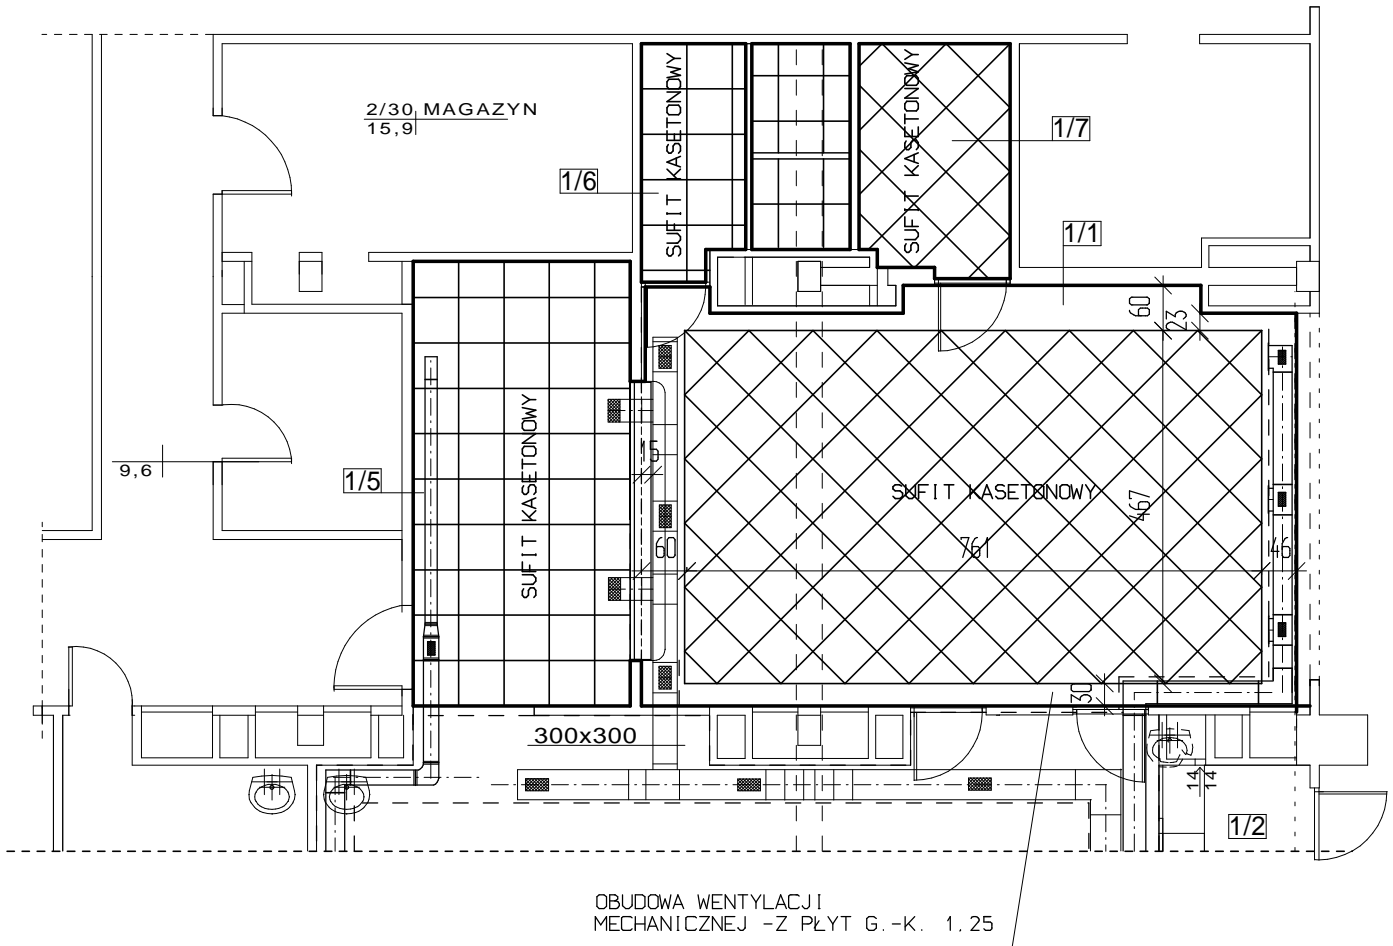 SUFIT KASETONOWY
SUFIT KASETONOWY
2/30 MAGAZYN
15,9
1/7
1/6
1/1
60
23
SUFIT KASETONOWY
15
9,6
1/5
SUFIT KASETONOWY
467
60
761
46
30
300x300
14
14
1/2
OBUDOWA WENTYLACJI
MECHANICZNEJ -Z PŁYT G.-K. 1,25